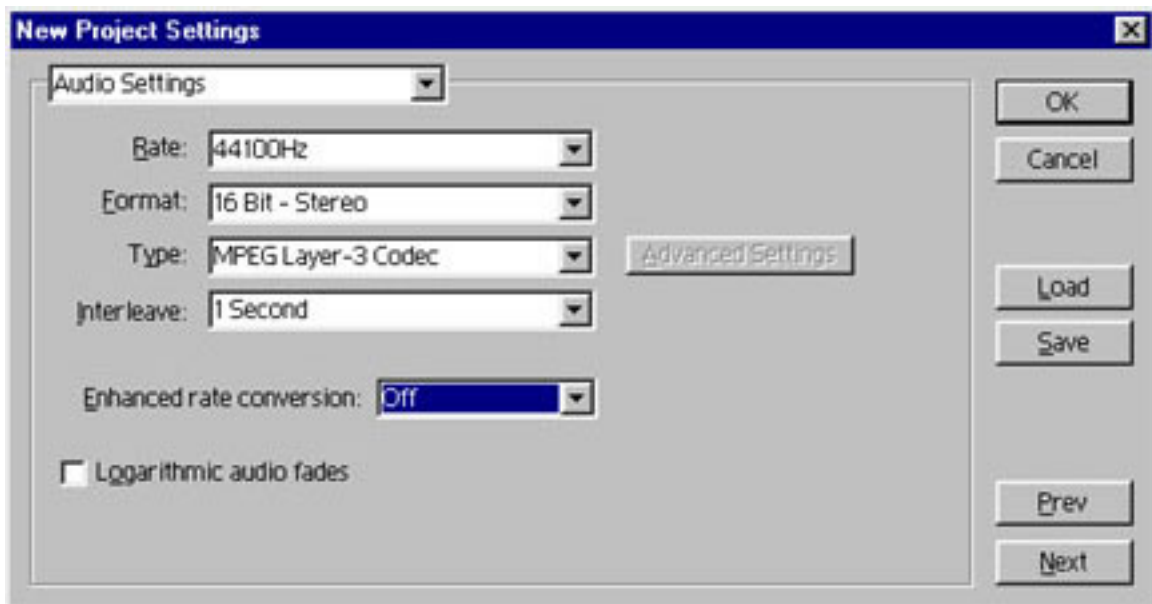 New Project Settings
Audio Settings
Rate: 44100Hz
Format: 16 Bit - Stereo
Type: MPEG Layer-3 Codec
Advanced Settings
Interleave: 1 Second
Enhanced rate conversion: Off
Logarithmic audio fades
OK
Cancel
Load
Save
Prev
Next